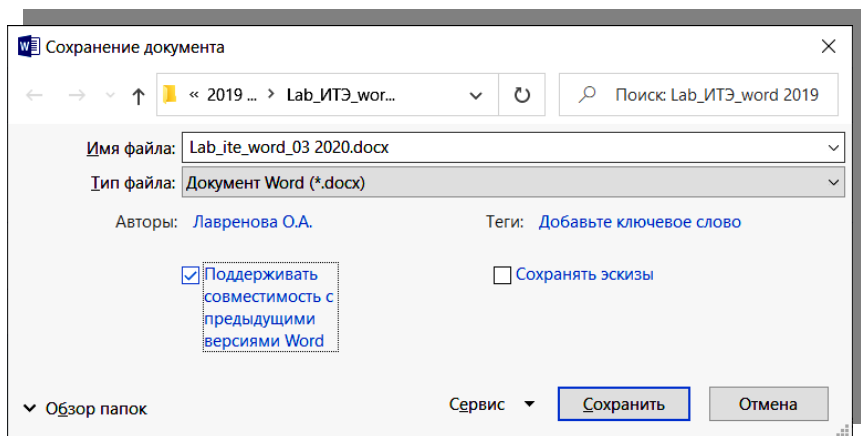 Сохранение документа
« 2019 ... > Lab_ИТЭ_wor...
Поиск: Lab_ИТЭ_word 2019
Имя файла: Lab_ite_word_03 2020.docx
Тип файла: Документ Word (*.docx)
Авторы: Лавренова О.А. Теги: Добавьте ключевое слово
Поддерживать
совместимость с
предыдущими
версиями Word
Сохранять эскизы
Обзор папок
Сервис
Сохранить
Отмена